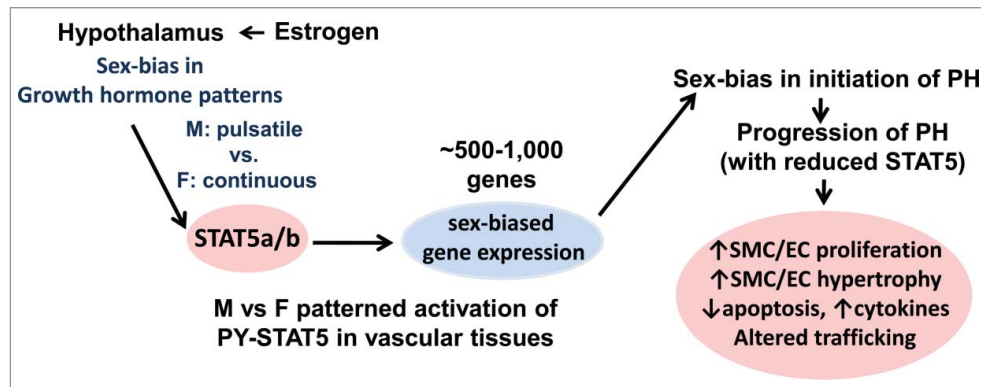 Hypothalamus ← Estrogen
Sex-bias in
Growth hormone patterns
M: pulsatile
vs.
F: continuous
STAT5a/b
~500-1,000
genes
sex-biased
gene expression
M vs F patterned activation of
PY-STAT5 in vascular tissues
Sex-bias in initiation of PH
Progression of PH
(with reduced STAT5)
↑SMC/EC proliferation
↑SMC/EC hypertrophy
↓apoptosis, ↑cytokines
Altered trafficking